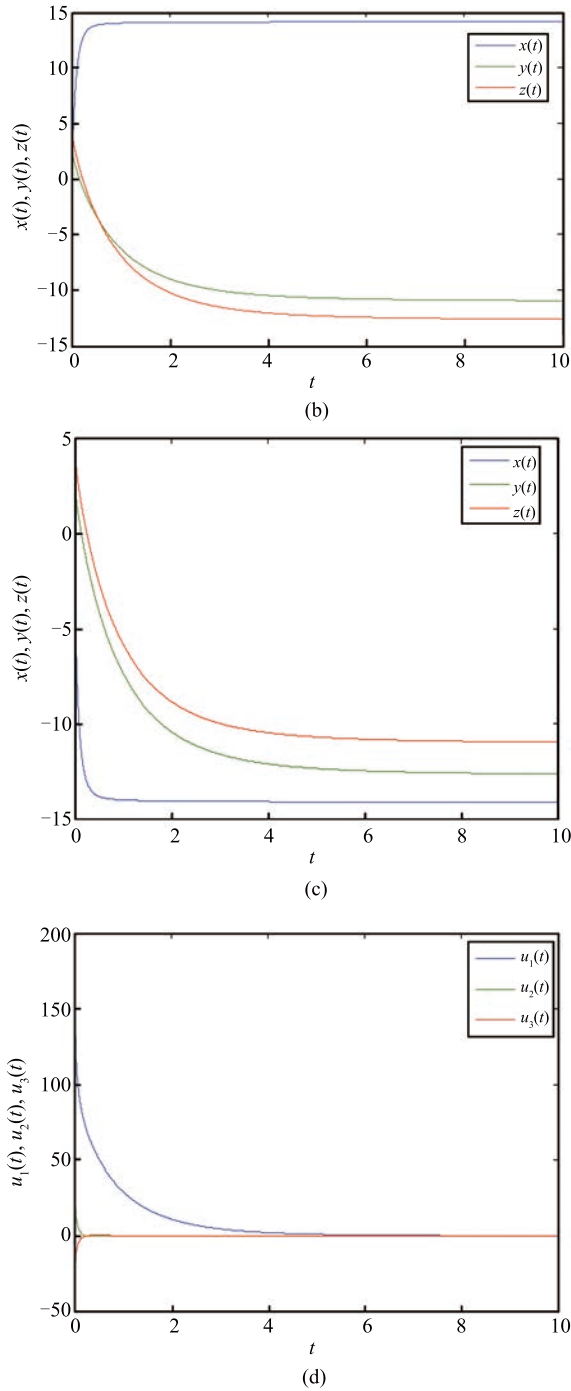 15
10
5
0
−5
−10
−15
x(t), y(t), z(t)
x(t)
y(t)
z(t)
0
2
4
6
8
10
t
(b)
5
0
−5
−10
−15
x(t), y(t), z(t)
x(t)
y(t)
z(t)
0
2
4
6
8
10
t
(c)
200
150
100
50
0
−50
u₁(t), u₂(t), u₃(t)
u₁(t)
u₂(t)
u₃(t)
0
2
4
6
8
10
t
(d)